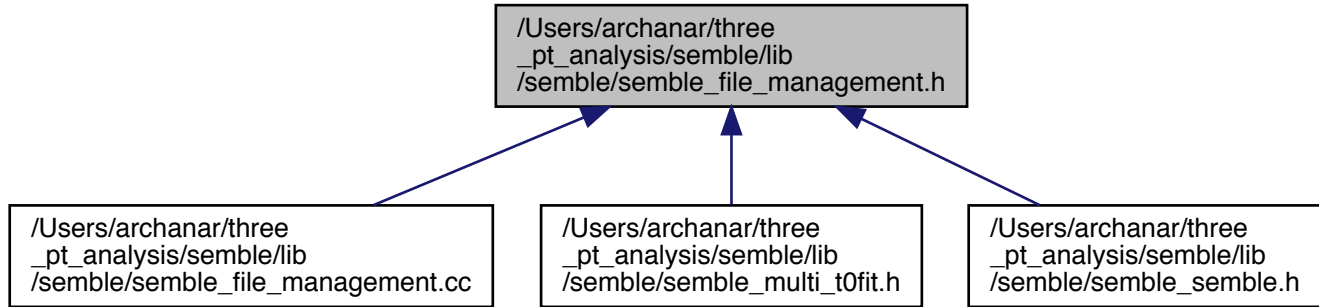 /Users/archanar/three
_pt_analysis/semble/lib
/semble/semble_file_management.h
/Users/archanar/three
_pt_analysis/semble/lib
/semble/semble_file_management.cc
/Users/archanar/three
_pt_analysis/semble/lib
/semble/semble_multi_t0fit.h
/Users/archanar/three
_pt_analysis/semble/lib
/semble/semble_semble.h